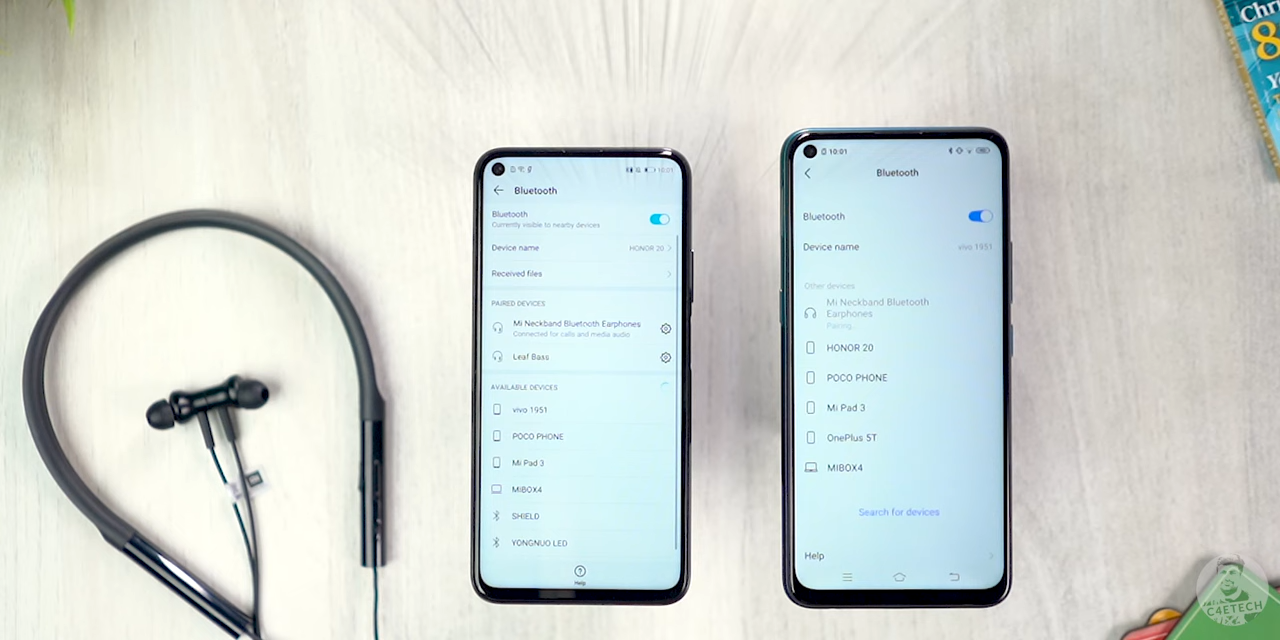 Bluetooth
Bluetooth
Currently visible to nearby devices
Device name HONOR 20
Received files
PAIRED DEVICES
Mi Neckband Bluetooth Earphones
Connected for calls and media audio
Leaf Bass
AVAILABLE DEVICES
vivo 1951
POCO PHONE
Mi Pad 3
MIBOX4
SHIELD
YONGNUO LED
Help
10:01
Bluetooth
Bluetooth
Device name vivo 1951
Other devices
Mi Neckband Bluetooth
Earphones
Pairing...
HONOR 20
POCO PHONE
Mi Pad 3
OnePlus 5T
MIBOX4
Search for devices
Help
8
C4ETECH